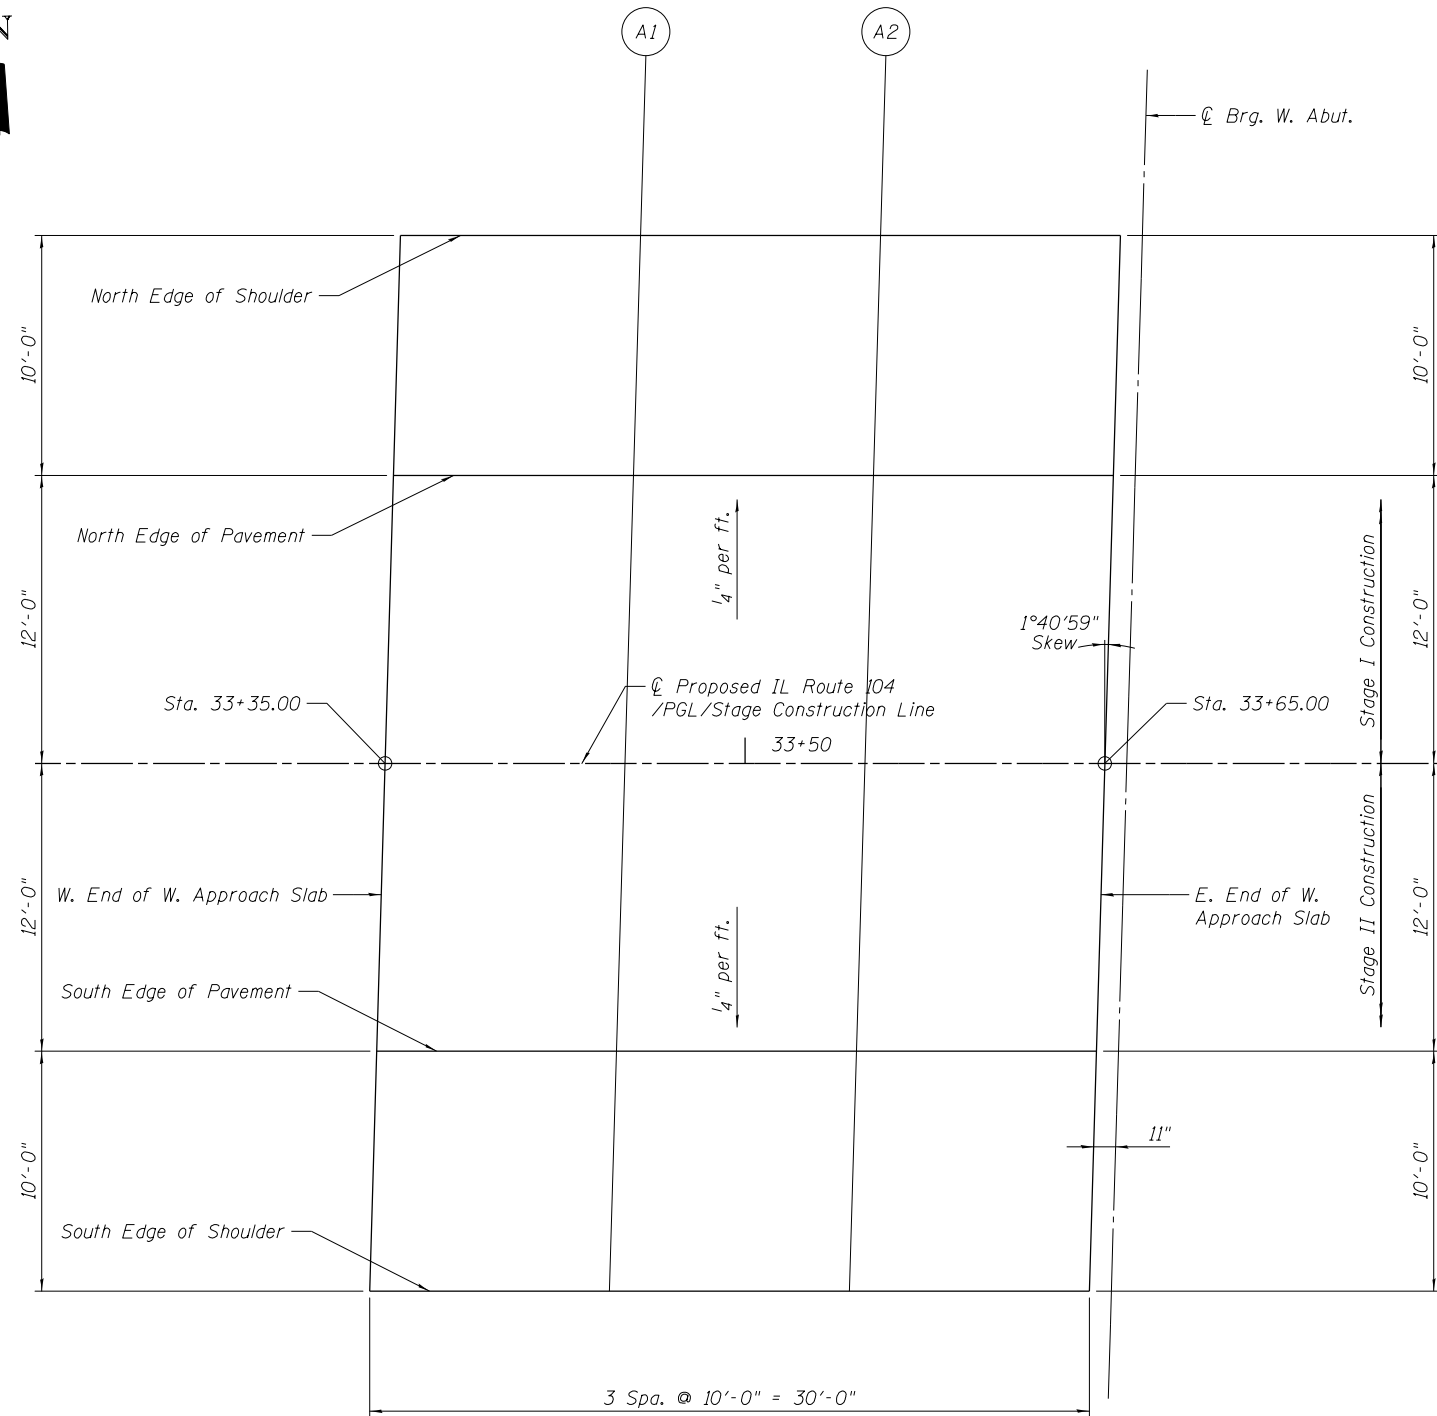 N
A1
A2
℄ Brg. W. Abut.
North Edge of Shoulder
10'-0"
10'-0"
North Edge of Pavement
1/4" per ft.
12'-0"
12'-0"
Stage I Construction
1°40'59"
Skew
℄ Proposed IL Route 104
/PGL/Stage Construction Line
Sta. 33+35.00
Sta. 33+65.00
33+50
W. End of W. Approach Slab
E. End of W.
Approach Slab
12'-0"
12'-0"
Stage II Construction
1/4" per ft.
South Edge of Pavement
11"
10'-0"
10'-0"
South Edge of Shoulder
3 Spa. @ 10'-0" = 30'-0"